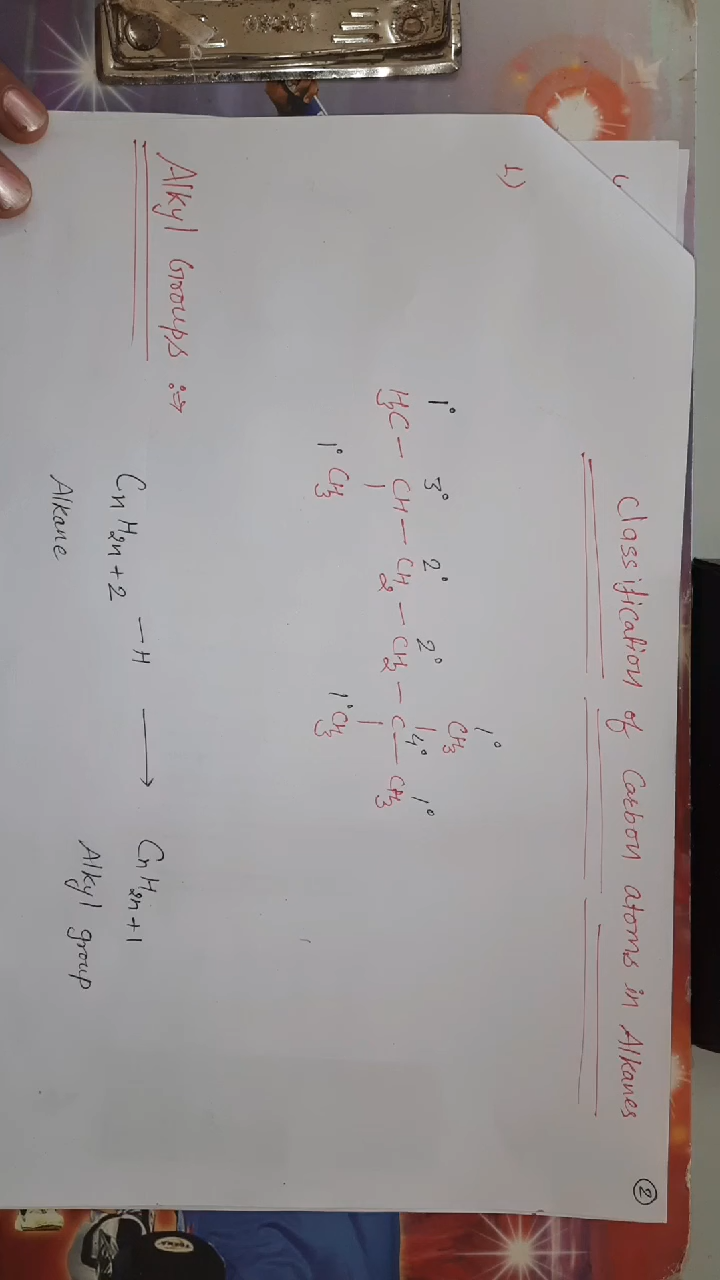 ②
Classification of Carbon atoms in Alkanes
1)
1° CH3 1°
1° 3° 2° 2° 4°
H3C - CH - CH2 - CH2 - C - CH3
1° CH3 1° CH3
Alkyl Groups :⇒
CnH2n+2 -H ⟶ CnH2n+1
Alkane Alkyl group